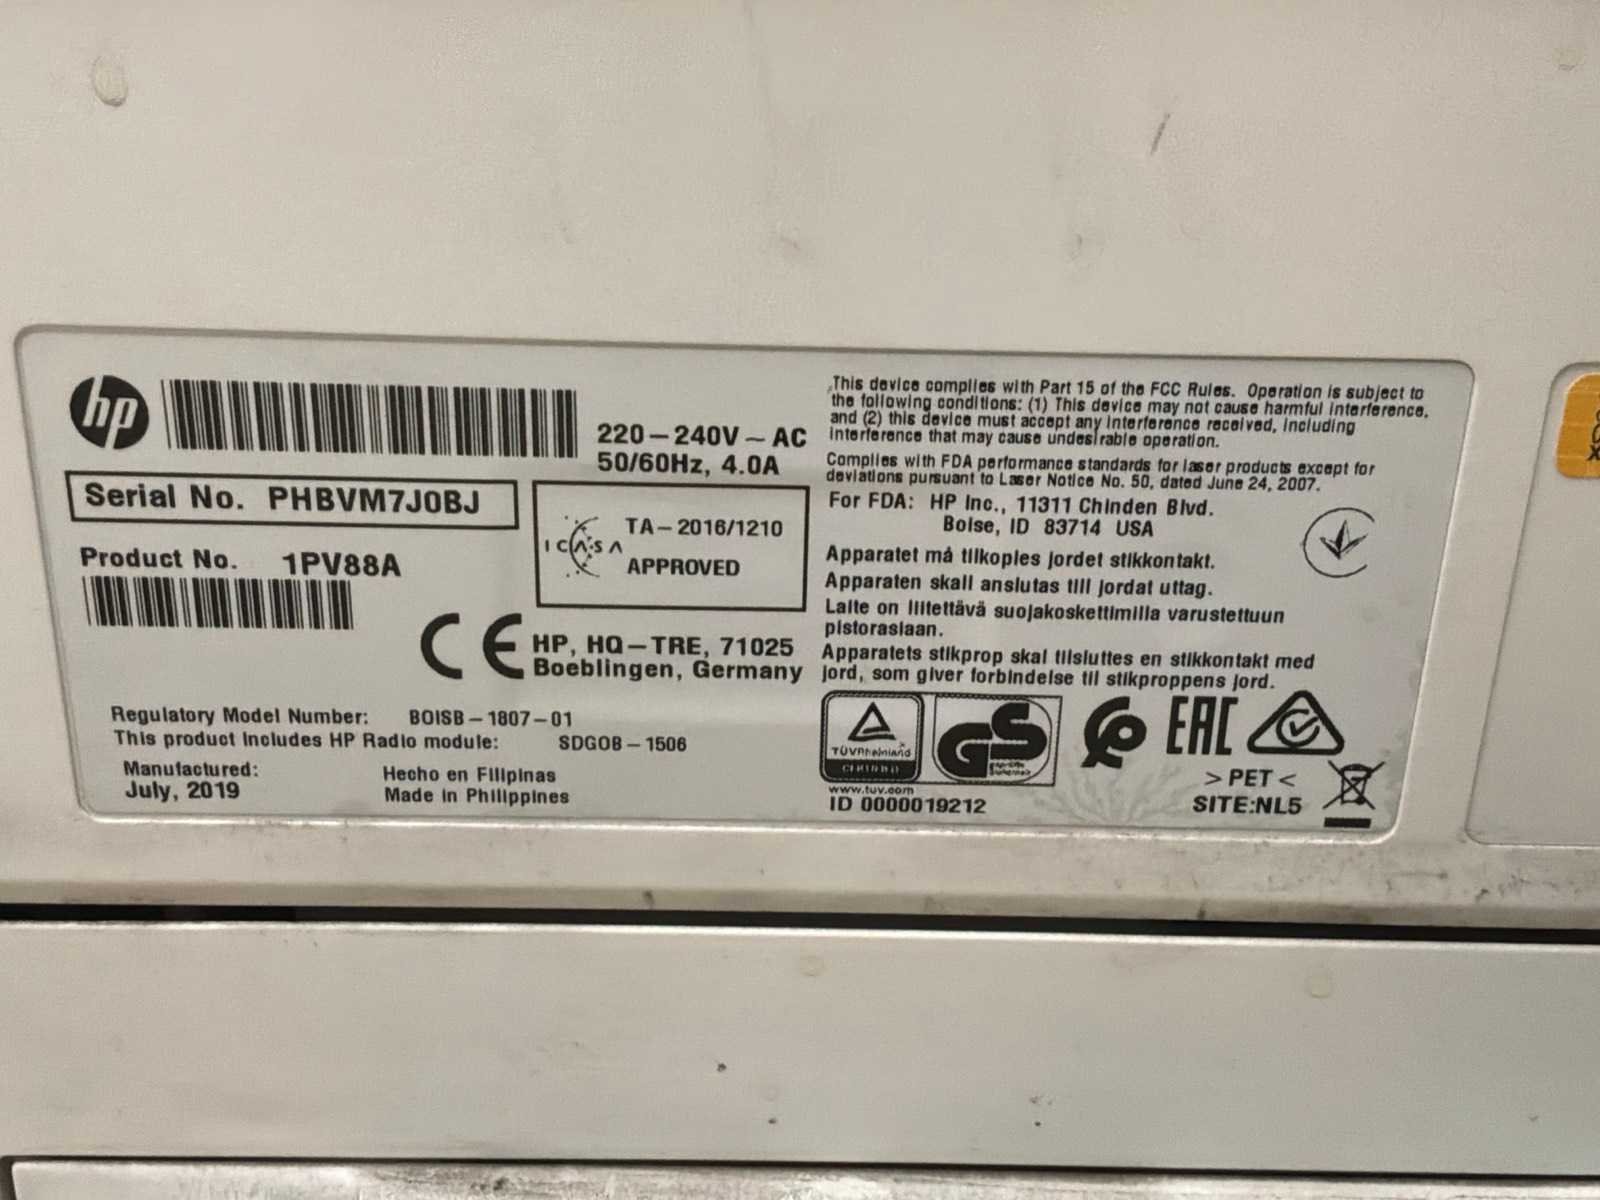 hp
220-240V~AC
50/60Hz, 4.0A
Serial No. PHBVM7J0BJ
Product No. 1PV88A
ICASA
TA-2016/1210
APPROVED
CE
HP, HQ-TRE, 71025
Boeblingen, Germany
Regulatory Model Number: BOISB-1807-01
This product includes HP Radio module: SDGOB-1506
Manufactured:
July, 2019
Hecho en Filipinas
Made in Philippines
This device complies with Part 15 of the FCC Rules. Operation is subject to
the following conditions: (1) This device may not cause harmful interference,
and (2) this device must accept any interference received, including
interference that may cause undesirable operation.
Complies with FDA performance standards for laser products except for
deviations pursuant to Laser Notice No. 50, dated June 24, 2007.
For FDA: HP Inc., 11311 Chinden Blvd.
Boise, ID 83714 USA
Apparatet må tilkoples jordet stikkontakt.
Apparaten skall anslutas till jordat uttag.
Laite on liitettävä suojakoskettimilla varustettuun
pistorasiaan.
Apparatets stikprop skal tilsluttes en stikkontakt med
jord, som giver forbindelse til stikproppens jord.
TÜVRheinland
CERTIFIED
GS
geprüfte
Sicherheit
EAC
www.tuv.com
ID 0000019212
>PET<
SITE:NL5